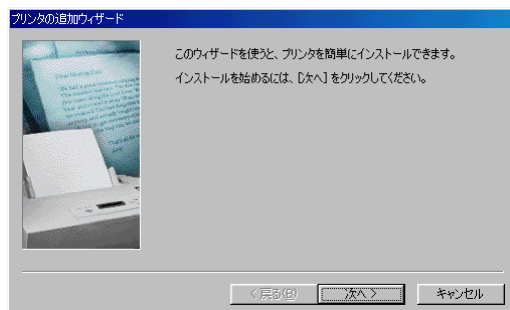 プリンタの追加ウィザード
このウィザードを使うと、プリンタを簡単にインストールできます。
インストールを始めるには、[次へ] をクリックしてください。
< 戻る(B)
次へ >
キャンセル